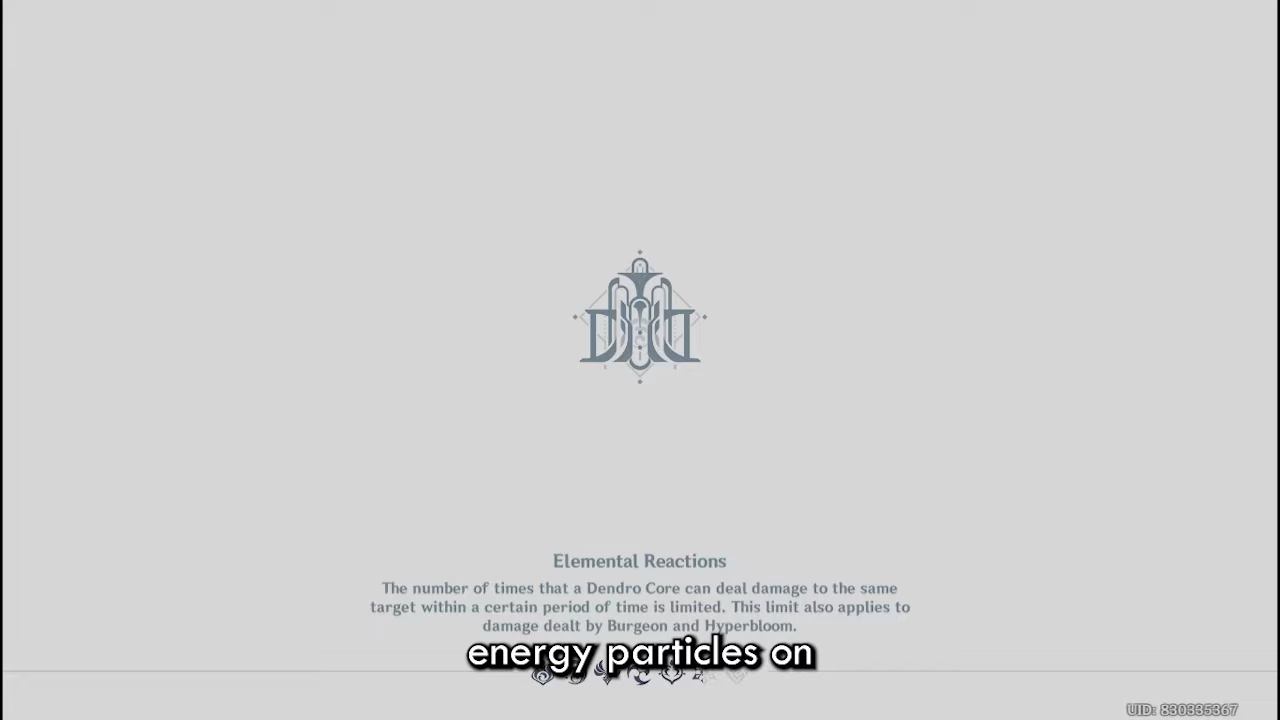 Elemental Reactions
The number of times that a Dendro Core can deal damage to the same
target within a certain period of time is limited. This limit also applies to
damage dealt by Burgeon and Hyperbloom.
energy particles on
UID: 830335367